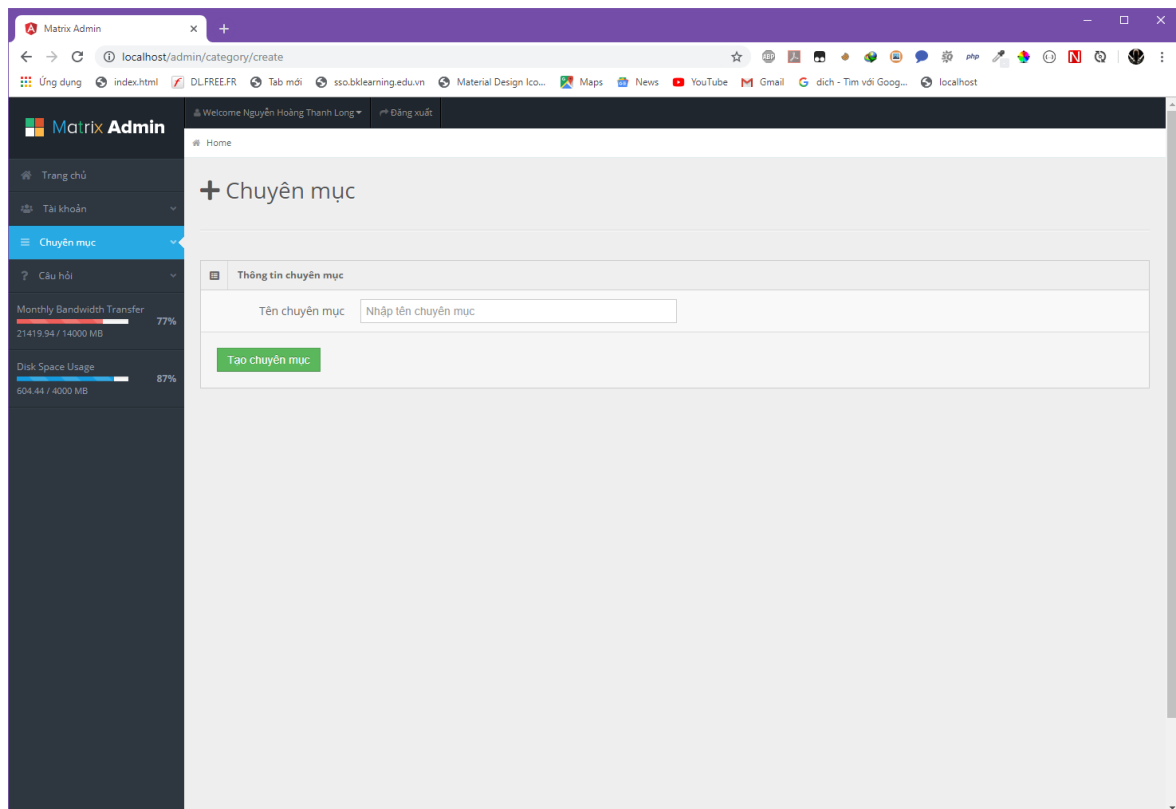 Matrix Admin
localhost/admin/category/create
Ứng dụng index.html DL.FREE.FR Tab mới sso.bklearning.edu.vn Material Design Ico... Maps News YouTube Gmail dich - Tìm với Goog... localhost
Matrix Admin
Welcome Nguyễn Hoàng Thanh Long Đăng xuất
Home
Trang chủ
Tài khoản
Chuyên mục
Câu hỏi
Monthly Bandwidth Transfer
77%
21419.94 / 14000 MB
Disk Space Usage
87%
604.44 / 4000 MB
Chuyên mục
Thông tin chuyên mục
Tên chuyên mục Nhập tên chuyên mục
Tạo chuyên mục